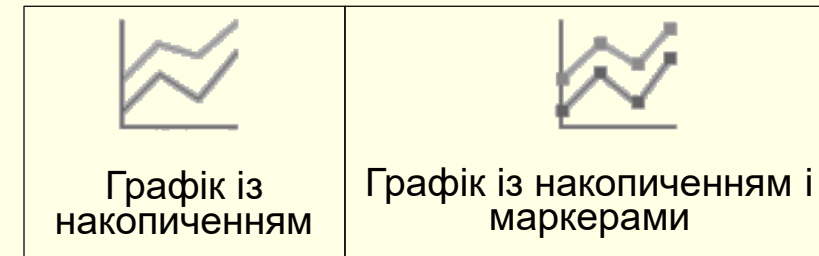 Графік із
накопиченням
Графік із накопиченням і
маркерами